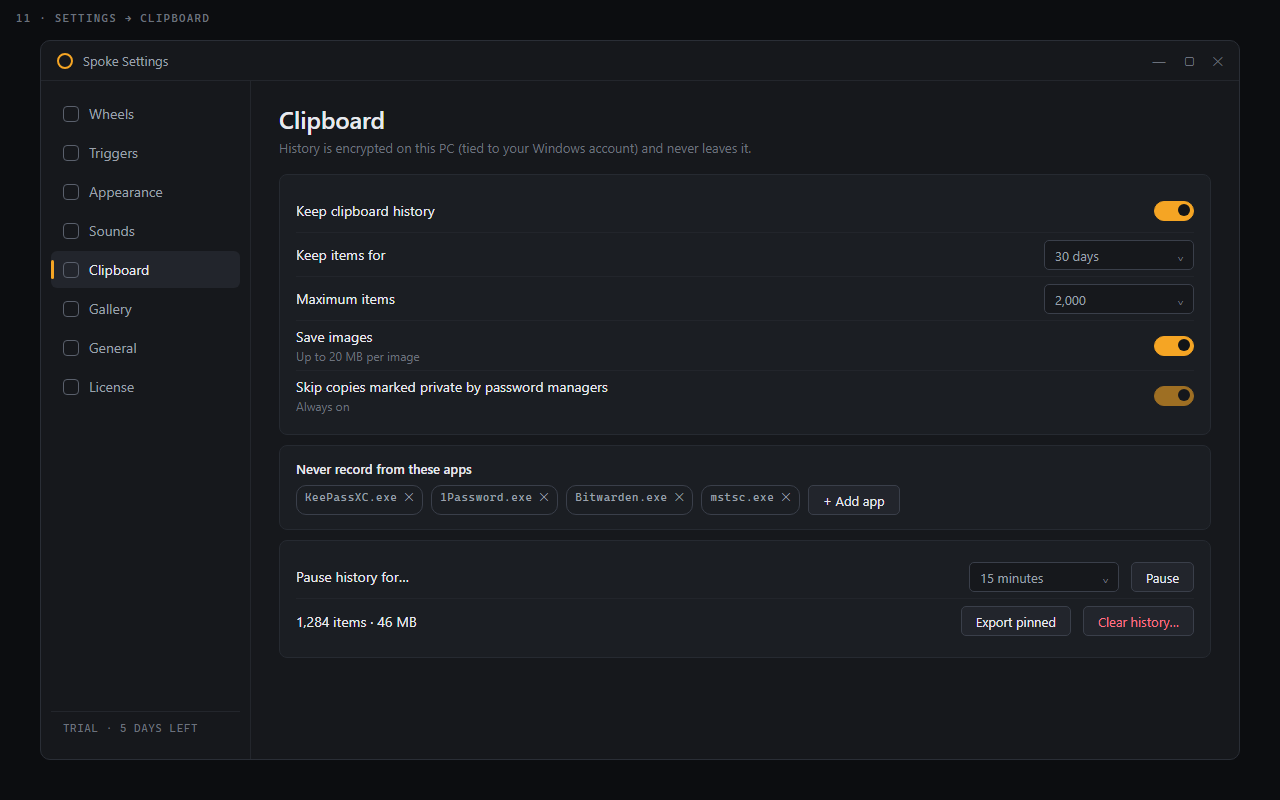 11 · SETTINGS → CLIPBOARD
Spoke Settings
Wheels
Triggers
Appearance
Sounds
Clipboard
Gallery
General
License
TRIAL · 5 DAYS LEFT
Clipboard
History is encrypted on this PC (tied to your Windows account) and never leaves it.
Keep clipboard history
Keep items for
30 days
Maximum items
2,000
Save images
Up to 20 MB per image
Skip copies marked private by password managers
Always on
Never record from these apps
KeePassXC.exe
1Password.exe
Bitwarden.exe
mstsc.exe
+ Add app
Pause history for…
15 minutes
Pause
1,284 items · 46 MB
Export pinned
Clear history…